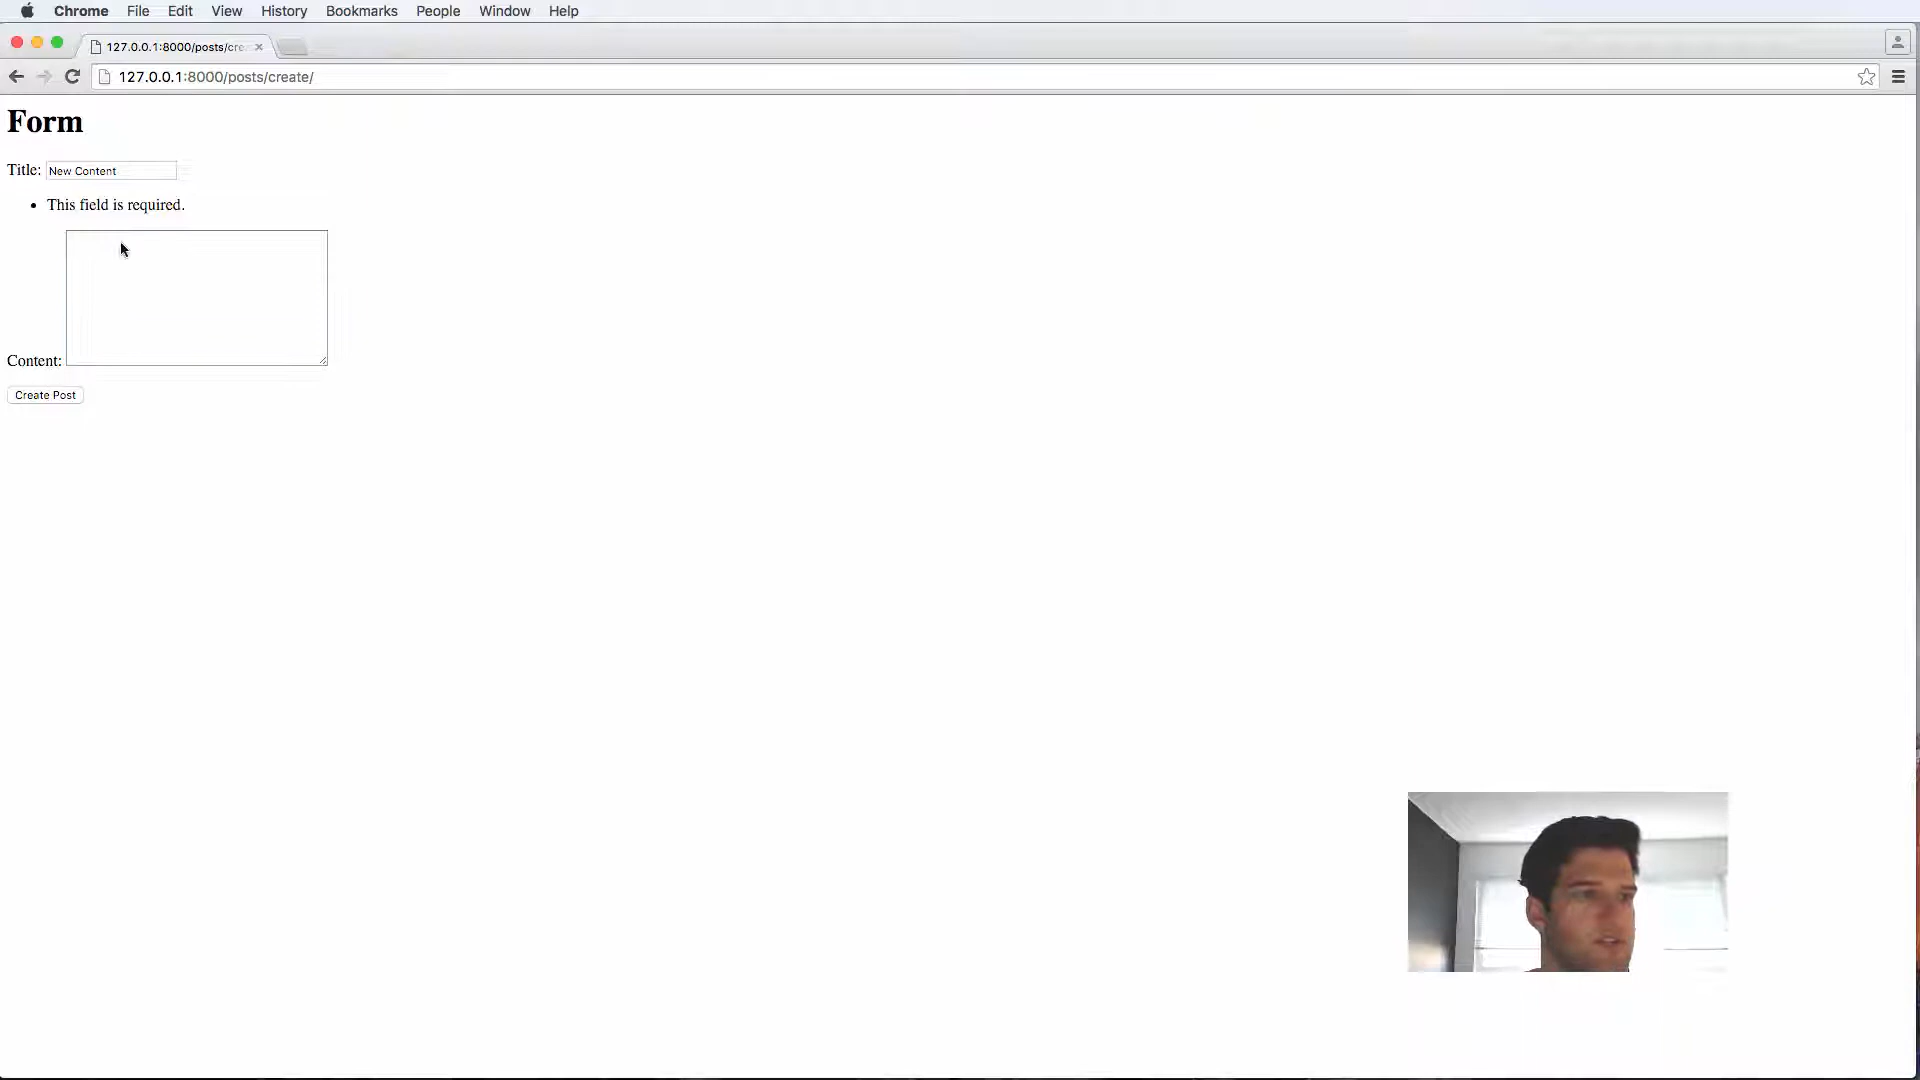 Chrome File Edit View History Bookmarks People Window Help
127.0.0.1:8000/posts/cre
127.0.0.1:8000/posts/create/
Form
Title: New Content
• This field is required.
Content:
Create Post